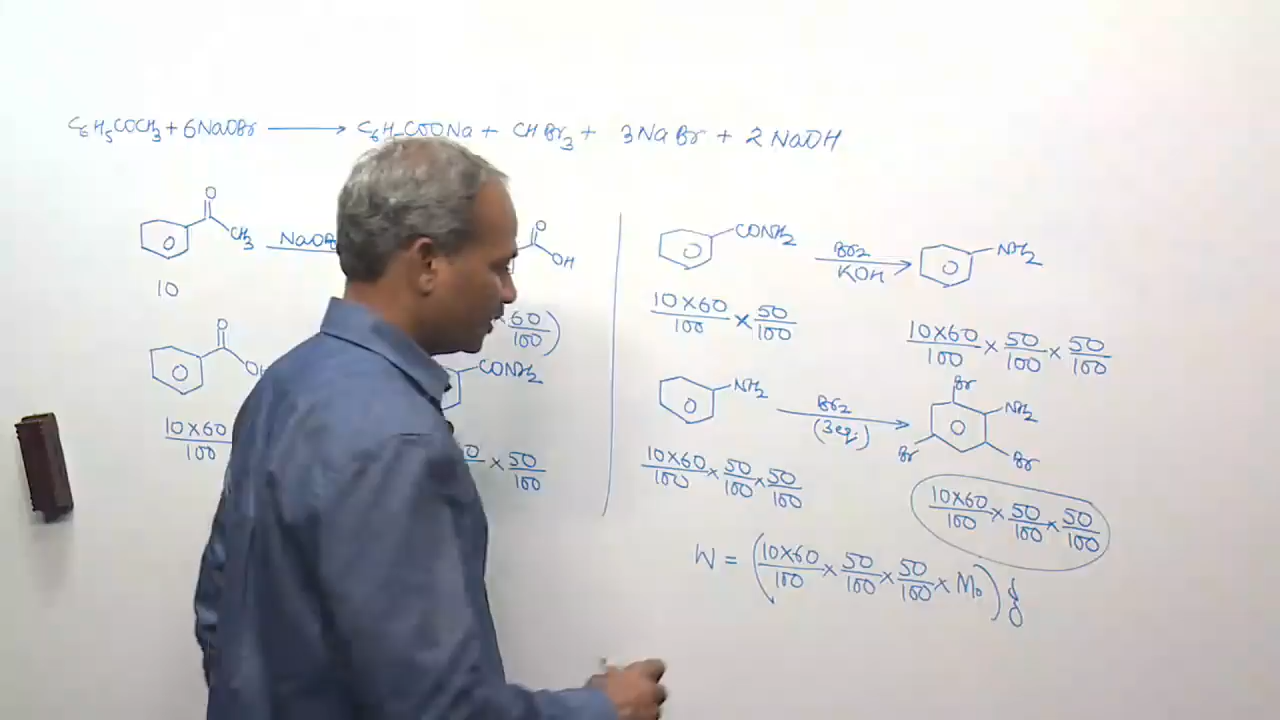 C6H5COCH3 + 6NaOBr ⟶ C6H5COONa + CHBr3 + 3NaBr + 2NaOH
O
CH3
NaOBr
O
OH
10
× 60/100)
O
OH
CONH2
10×60/100
× 50/100
CONH2
Br2
KOH
NH2
10×60/100 × 50/100
10×60/100 × 50/100 × 50/100
NH2
Br2
(3eq.)
Br
NH2
Br
Br
10×60/100 × 50/100 × 50/100
10×60/100 × 50/100 × 50/100
W = (10×60/100 × 50/100 × 50/100 × M0) g